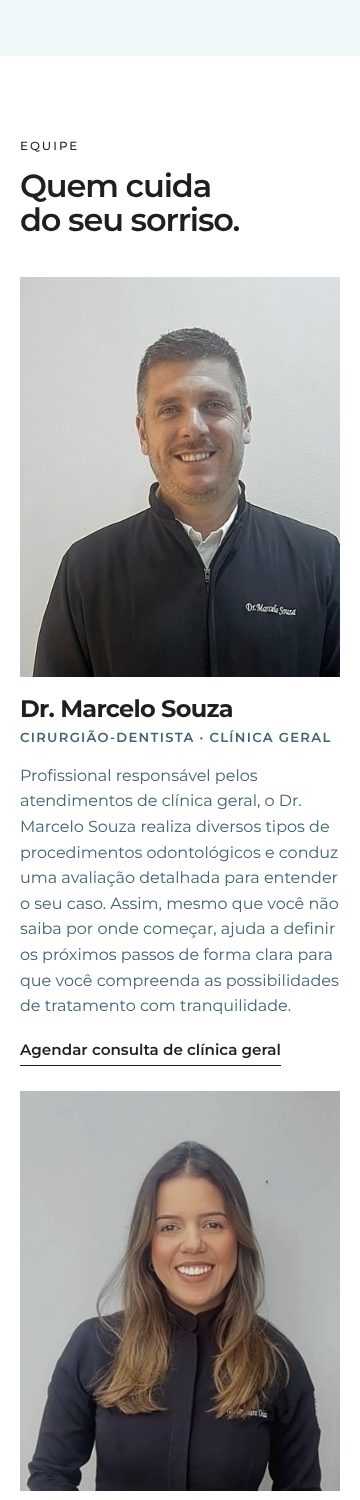 EQUIPE
Quem cuida
do seu sorriso.
Dr. Marcelo Souza
Dr. Marcelo Souza
CIRURGIÃO-DENTISTA · CLÍNICA GERAL
Profissional responsável pelos
atendimentos de clínica geral, o Dr.
Marcelo Souza realiza diversos tipos de
procedimentos odontológicos e conduz
uma avaliação detalhada para entender
o seu caso. Assim, mesmo que você não
saiba por onde começar, ajuda a definir
os próximos passos de forma clara para
que você compreenda as possibilidades
de tratamento com tranquilidade.
Agendar consulta de clínica geral